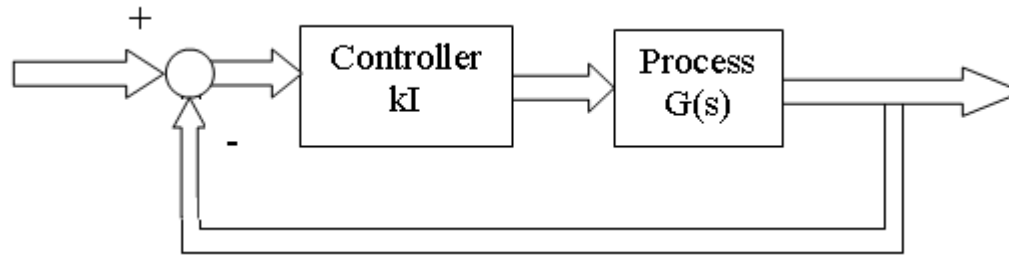 +
Controller
kI
Process
G(s)
-